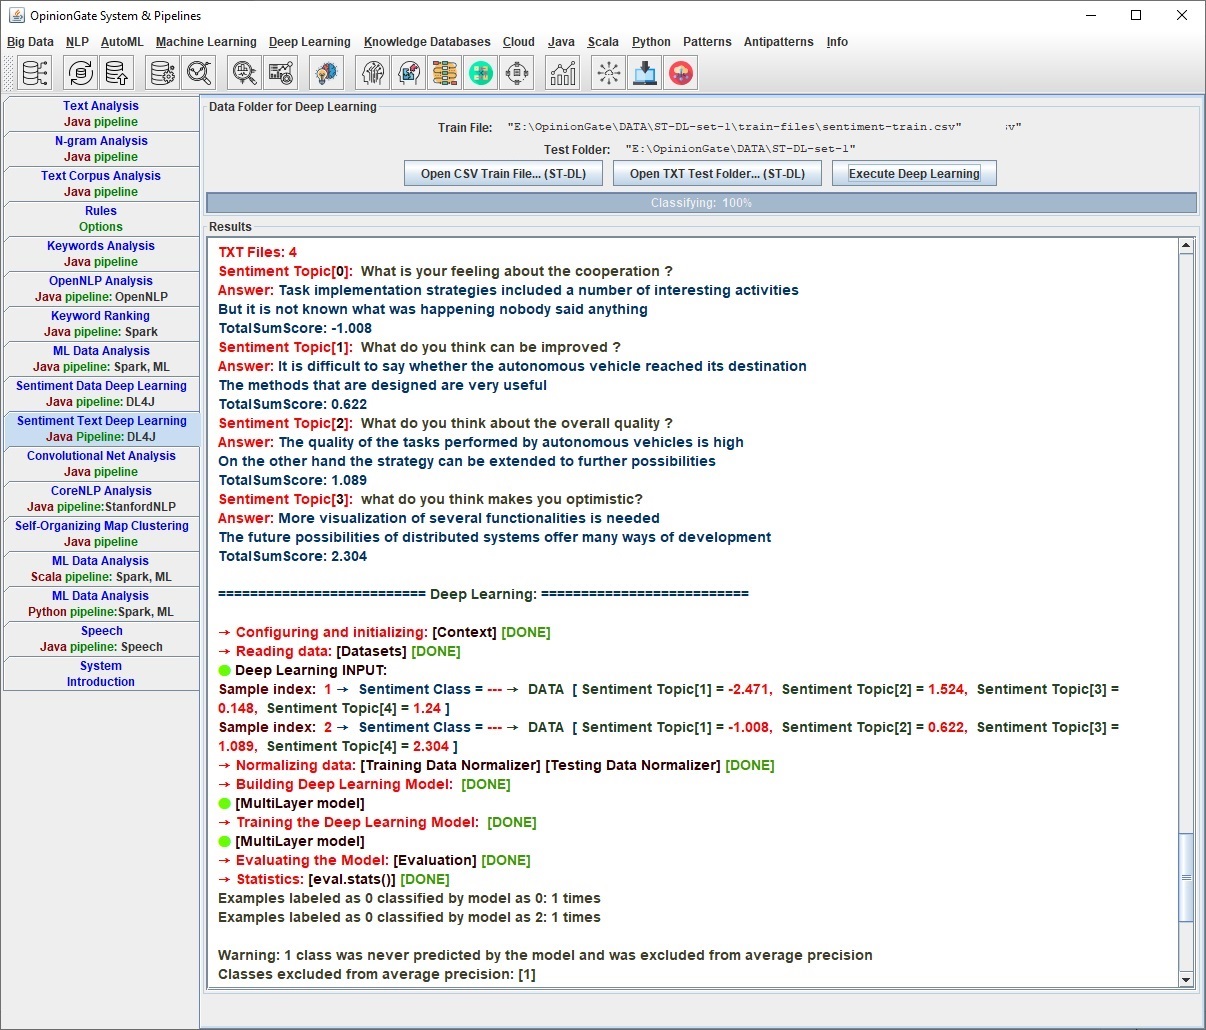 OpinionGate System & Pipelines
Big Data NLP AutoML Machine Learning Deep Learning Knowledge Databases Cloud Java Scala Python Patterns Antipatterns Info
Text Analysis
Java pipeline
N-gram Analysis
Java pipeline
Text Corpus Analysis
Java pipeline
Rules
Options
Keywords Analysis
Java pipeline
OpenNLP Analysis
Java pipeline: OpenNLP
Keyword Ranking
Java pipeline: Spark
ML Data Analysis
Java pipeline: Spark, ML
Sentiment Data Deep Learning
Java pipeline: DL4J
Sentiment Text Deep Learning
Java Pipeline: DL4J
Convolutional Net Analysis
Java pipeline
CoreNLP Analysis
Java pipeline:StanfordNLP
Self-Organizing Map Clustering
Java pipeline
ML Data Analysis
Scala pipeline: Spark, ML
ML Data Analysis
Python pipeline:Spark, ML
Speech
Java pipeline: Speech
System
Introduction
Data Folder for Deep Learning
Train File: "E:\OpinionGate\DATA\ST-DL-set-1\train-files\sentiment-train.csv"
Test Folder: "E:\OpinionGate\DATA\ST-DL-set-1"
Open CSV Train File... (ST-DL) Open TXT Test Folder... (ST-DL) Execute Deep Learning
Classifying: 100%
Results
TXT Files: 4
Sentiment Topic[0]: What is your feeling about the cooperation ?
Answer: Task implementation strategies included a number of interesting activities
But it is not known what was happening nobody said anything
TotalSumScore: -1.008
Sentiment Topic[1]: What do you think can be improved ?
Answer: It is difficult to say whether the autonomous vehicle reached its destination
The methods that are designed are very useful
TotalSumScore: 0.622
Sentiment Topic[2]: What do you think about the overall quality ?
Answer: The quality of the tasks performed by autonomous vehicles is high
On the other hand the strategy can be extended to further possibilities
TotalSumScore: 1.089
Sentiment Topic[3]: what do you think makes you optimistic?
Answer: More visualization of several functionalities is needed
The future possibilities of distributed systems offer many ways of development
TotalSumScore: 2.304
========================== Deep Learning: ==========================
→ Configuring and initializing: [Context] [DONE]
→ Reading data: [Datasets] [DONE]
Deep Learning INPUT:
Sample index: 1 → Sentiment Class = --- → DATA [ Sentiment Topic[1] = -2.471, Sentiment Topic[2] = 1.524, Sentiment Topic[3] =
0.148, Sentiment Topic[4] = 1.24 ]
Sample index: 2 → Sentiment Class = --- → DATA [ Sentiment Topic[1] = -1.008, Sentiment Topic[2] = 0.622, Sentiment Topic[3] =
1.089, Sentiment Topic[4] = 2.304 ]
→ Normalizing data: [Training Data Normalizer] [Testing Data Normalizer] [DONE]
→ Building Deep Learning Model: [DONE]
[MultiLayer model]
→ Training the Deep Learning Model: [DONE]
[MultiLayer model]
→ Evaluating the Model: [Evaluation] [DONE]
→ Statistics: [eval.stats()] [DONE]
Examples labeled as 0 classified by model as 0: 1 times
Examples labeled as 0 classified by model as 2: 1 times
Warning: 1 class was never predicted by the model and was excluded from average precision
Classes excluded from average precision: [1]